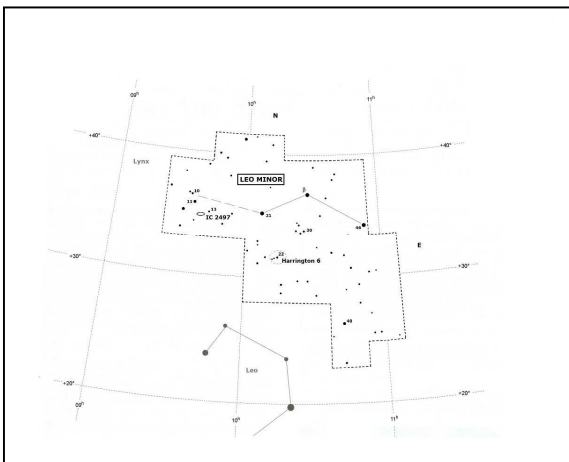 09ʰ
10ʰ
11ʰ
N
+40°
+40°
Lynx
LEO MINOR
10
β
11
13
IC 2497
21
46
30
E
22
Harrington 6
+30°
+30°
48
Leo
+20°
+20°
09ʰ
10ʰ
11ʰ